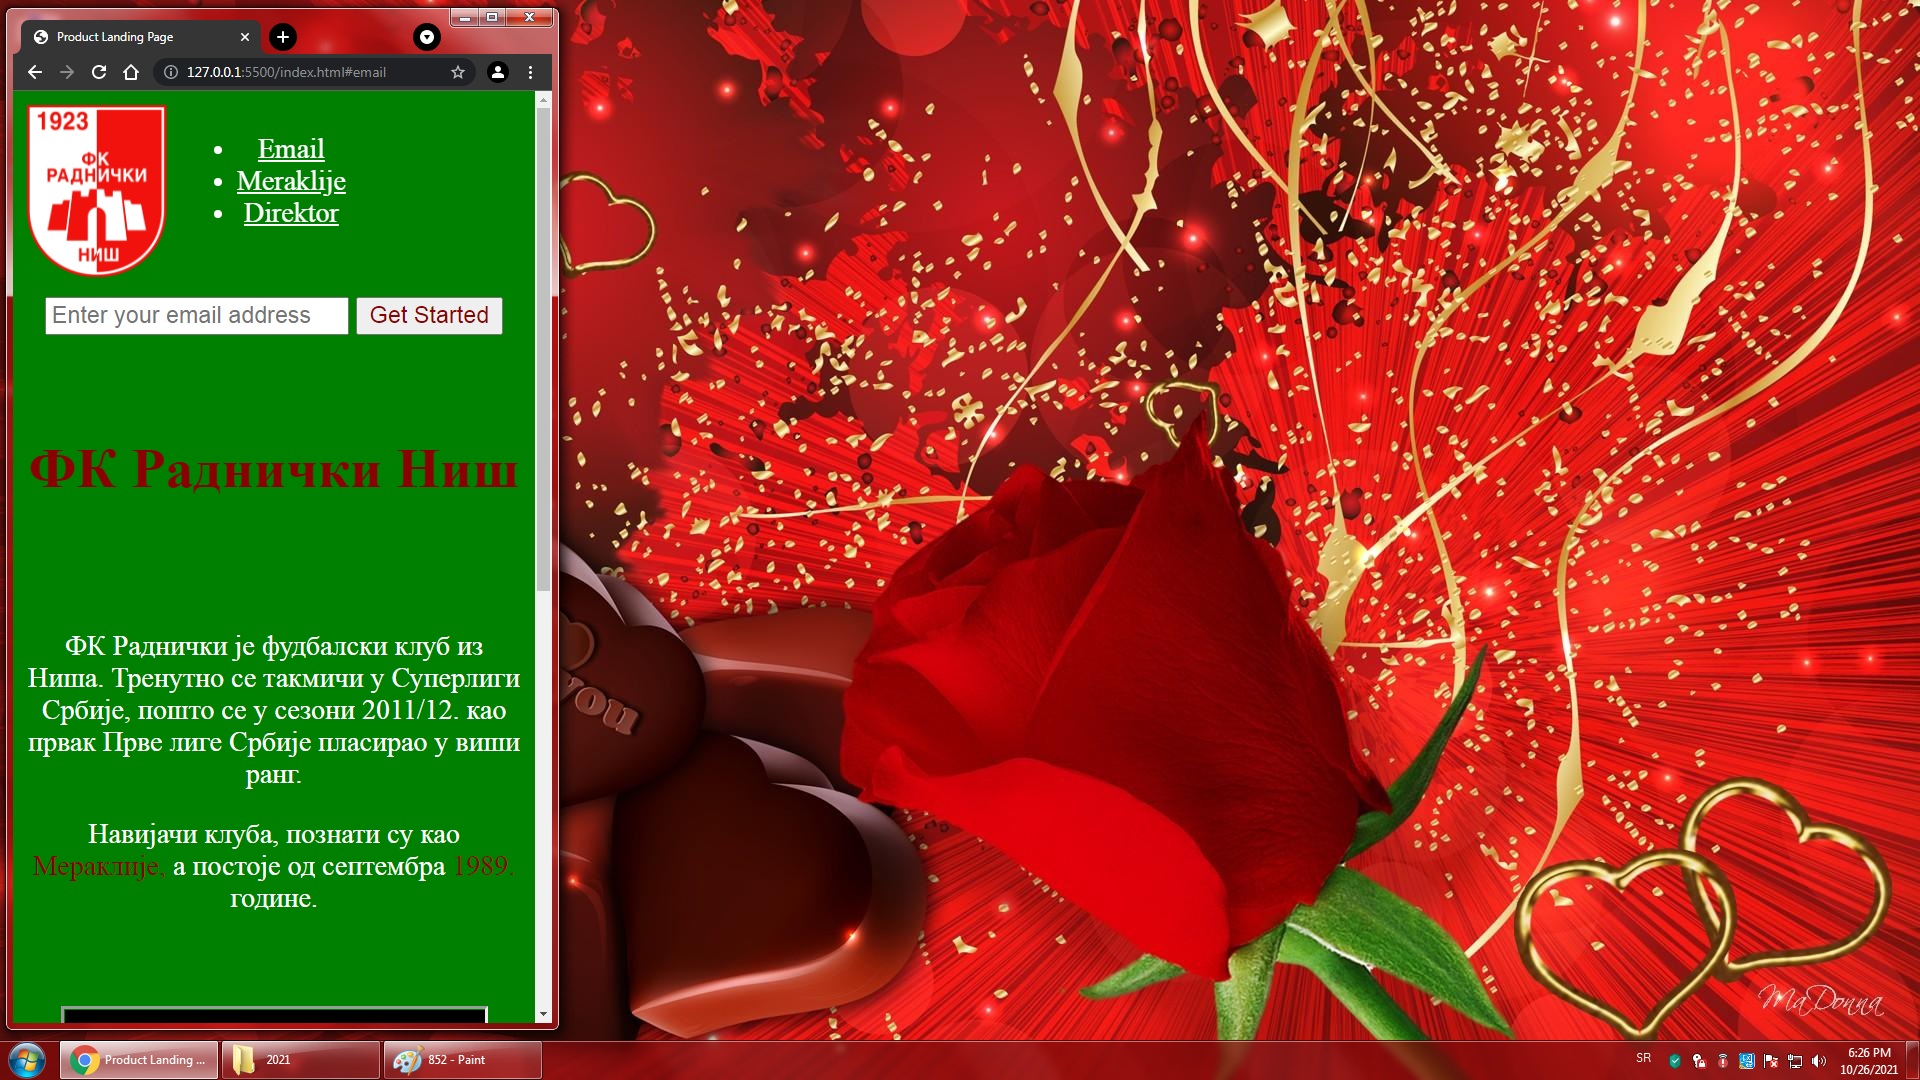 Product Landing Page
127.0.0.1:5500/index.html#email
1923
ФК
РАДНИЧКИ
НИШ
Email
Meraklije
Direktor
Enter your email address
Get Started
ФК Раднички Ниш
ФК Раднички је фудбалски клуб из
Ниша. Тренутно се такмичи у Суперлиги
Србије, пошто се у сезони 2011/12. као
првак Прве лиге Србије пласирао у виши
ранг.
Навијачи клуба, познати су као
Мераклије, а постоје од септембра 1989.
године.
you
MaDonna
Product Landing ...
2021
852 - Paint
SR
6:26 PM
10/26/2021